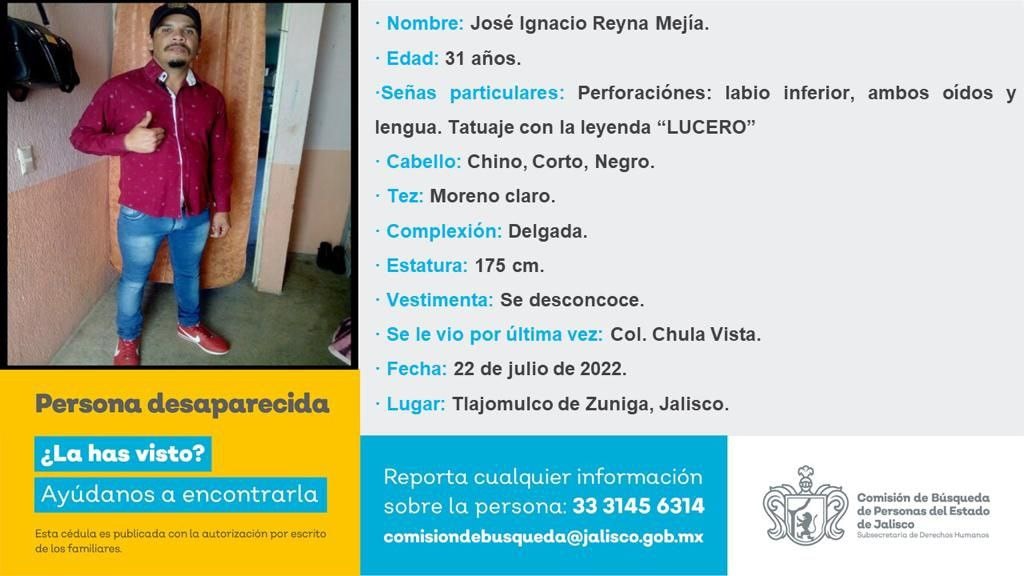 · Nombre: José Ignacio Reyna Mejía.
· Edad: 31 años.
·Señas particulares: Perforaciónes: labio inferior, ambos oídos y
lengua. Tatuaje con la leyenda “LUCERO”
· Cabello: Chino, Corto, Negro.
· Tez: Moreno claro.
· Complexión: Delgada.
· Estatura: 175 cm.
· Vestimenta: Se desconcoce.
· Se le vio por última vez: Col. Chula Vista.
· Fecha: 22 de julio de 2022.
· Lugar: Tlajomulco de Zuniga, Jalisco.
Persona desaparecida
¿La has visto?
Ayúdanos a encontrarla
Esta cédula es publicada con la autorización por escrito
de los familiares.
Reporta cualquier información
sobre la persona: 33 3145 6314
comisiondebusqueda@jalisco.gob.mx
Comisión de Búsqueda
de Personas del Estado
de Jalisco
Subsecretaría de Derechos Humanos